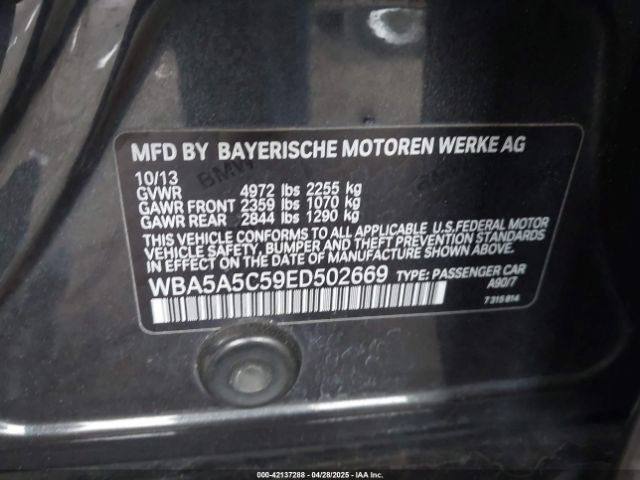 MFD BY BAYERISCHE MOTOREN WERKE AG
10/13
GVWR 4972 lbs 2255 kg
GAWR FRONT 2359 lbs 1070 kg
GAWR REAR 2844 lbs 1290 kg
THIS VEHICLE CONFORMS TO ALL APPLICABLE U.S.FEDERAL MOTOR
VEHICLE SAFETY, BUMPER AND THEFT PREVENTION STANDARDS
IN EFFECT ON THE DATE OF MANUFACTURE SHOWN ABOVE.
WBA5A5C59ED502669 TYPE: PASSENGER CAR
A90/7
7 315 814
000-42137288 - 04/28/2025 - IAA Inc.